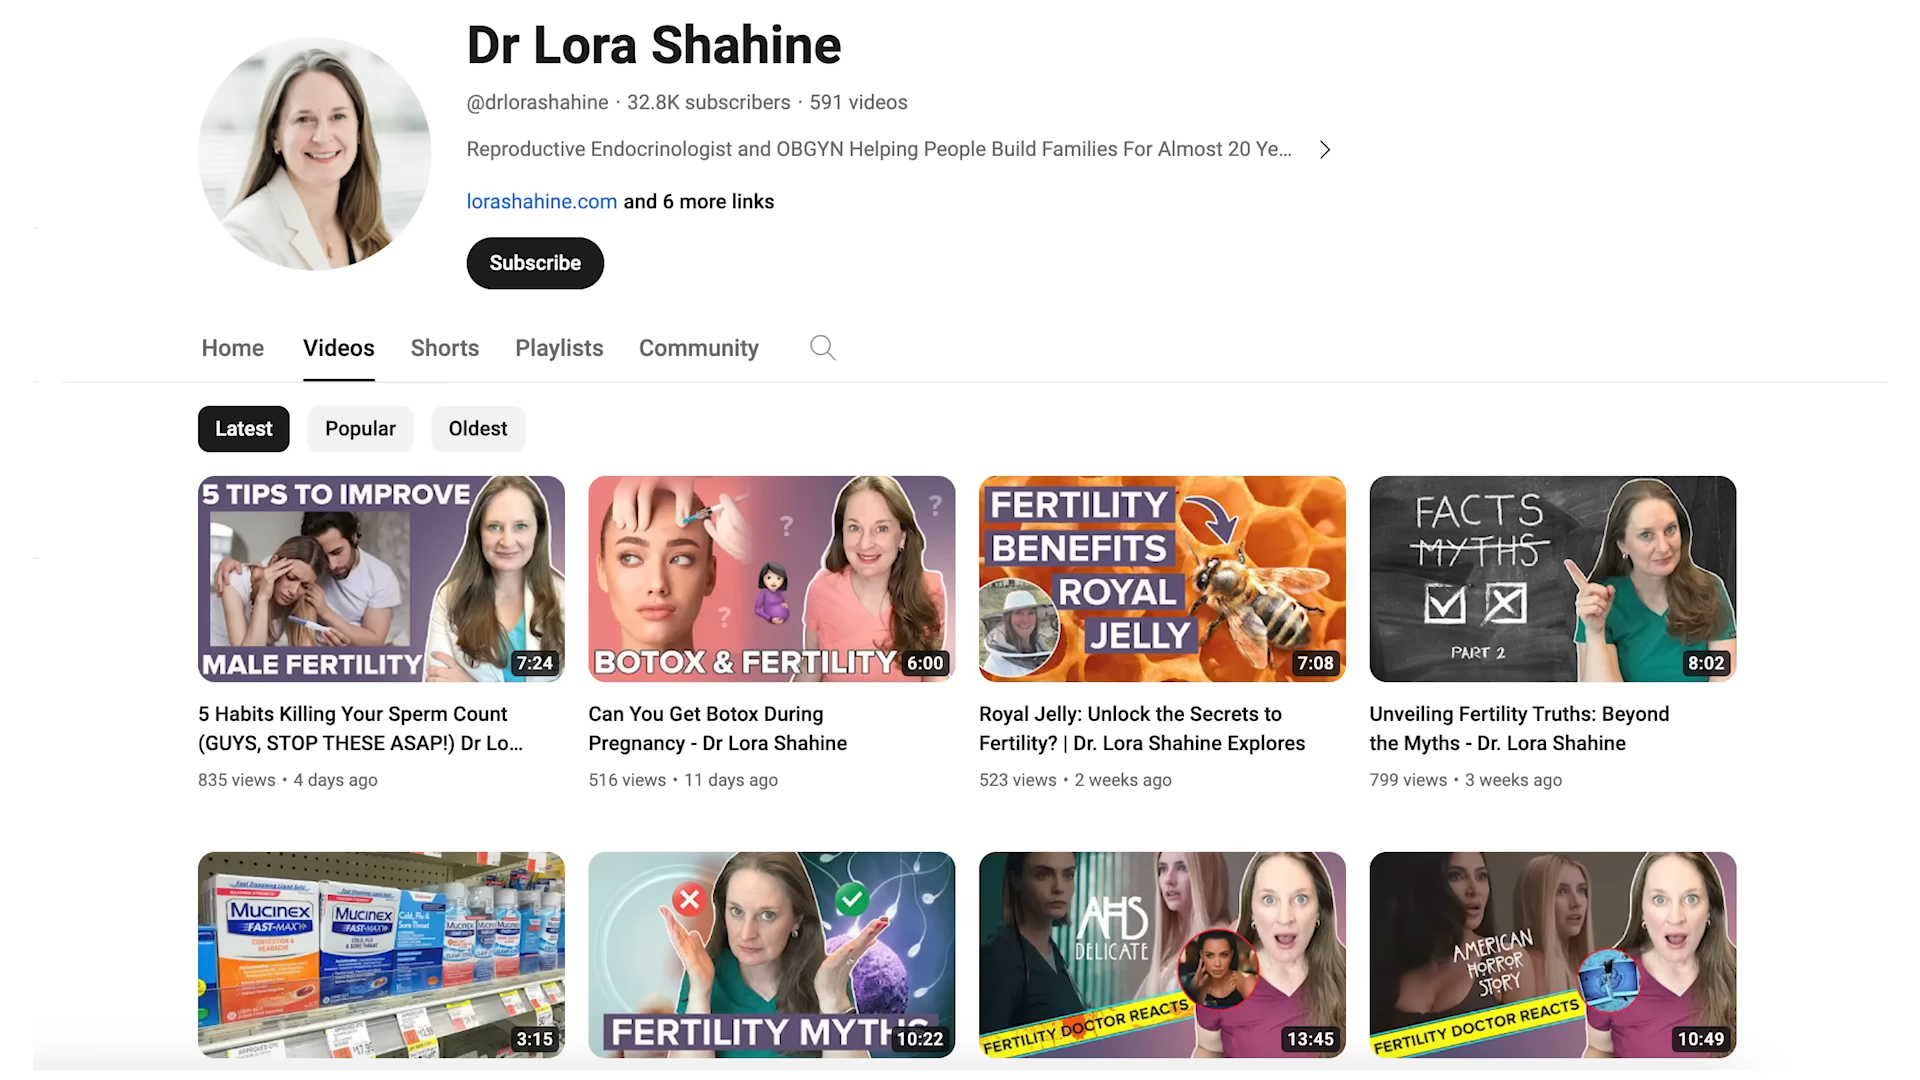 Dr Lora Shahine
@drlorashahine · 32.8K subscribers · 591 videos
Reproductive Endocrinologist and OBGYN Helping People Build Families For Almost 20 Ye...
lorashahine.com and 6 more links
Subscribe
Home Videos Shorts Playlists Community
Latest Popular Oldest
5 TIPS TO IMPROVE
MALE FERTILITY
7:24
BOTOX & FERTILITY
6:00
FERTILITY
BENEFITS
ROYAL
JELLY
7:08
FACTS
MYTHS
PART 2
8:02
5 Habits Killing Your Sperm Count
(GUYS, STOP THESE ASAP!) Dr Lo...
835 views • 4 days ago
Can You Get Botox During
Pregnancy - Dr Lora Shahine
516 views • 11 days ago
Royal Jelly: Unlock the Secrets to
Fertility? | Dr. Lora Shahine Explores
523 views • 2 weeks ago
Unveiling Fertility Truths: Beyond
the Myths - Dr. Lora Shahine
799 views • 3 weeks ago
MUCINEX
FAST-MAX
CONGESTION &
HEADACHE
MUCINEX
FAST-MAX
Cold, Flu &
Sore Throat
3:15
FERTILITY MYTHS
10:22
AHS
DELICATE
FERTILITY DOCTOR REACTS
13:45
AMERICAN
HORROR
STORY
FERTILITY DOCTOR REACTS
10:49